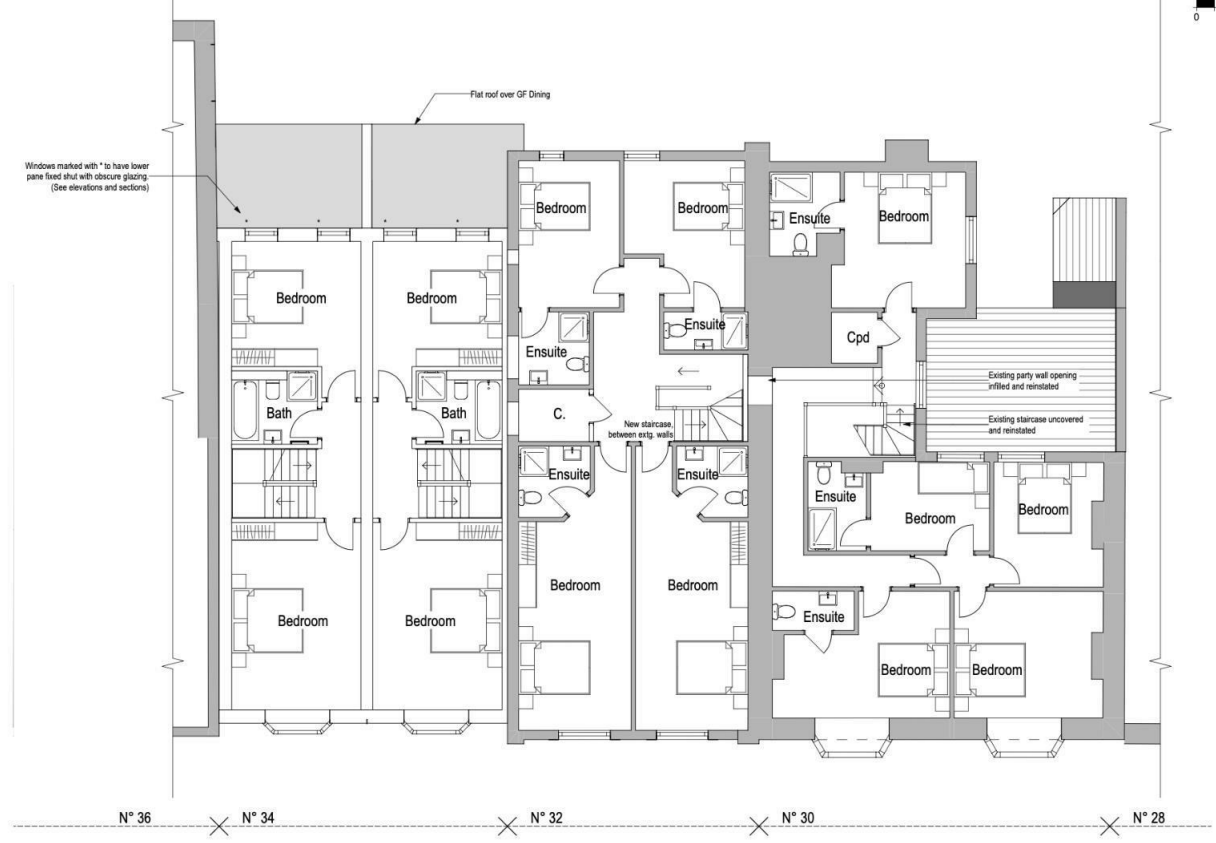 0
Flat roof over GF Dining
Windows marked with * to have lower
pane fixed shut with obscure glazing.
(See elevations and sections)
* * * *
Bedroom
Bedroom
Ensuite
Bedroom
Bedroom
Bedroom
Ensuite
Ensuite
Cpd
Existing party wall opening
infilled and reinstated
Bath
Bath
C.
New staircase,
between extg. walls
Existing staircase uncovered
and reinstated
Ensuite
Ensuite
Ensuite
Bedroom
Bedroom
Bedroom
Bedroom
Ensuite
Bedroom
Bedroom
Bedroom
Bedroom
N° 36
N° 34
N° 32
N° 30
N° 28